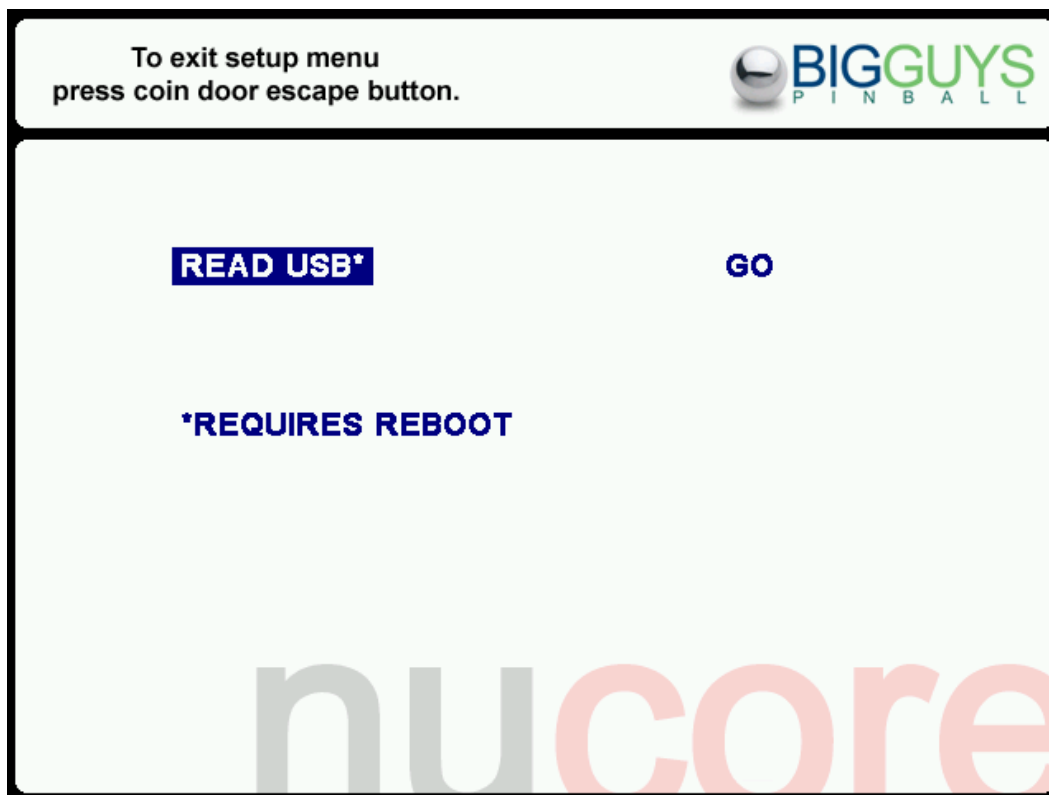 To exit setup menu
press coin door escape button.
BIGGUYS
PINBALL
READ USB* GO
*REQUIRES REBOOT
nucore